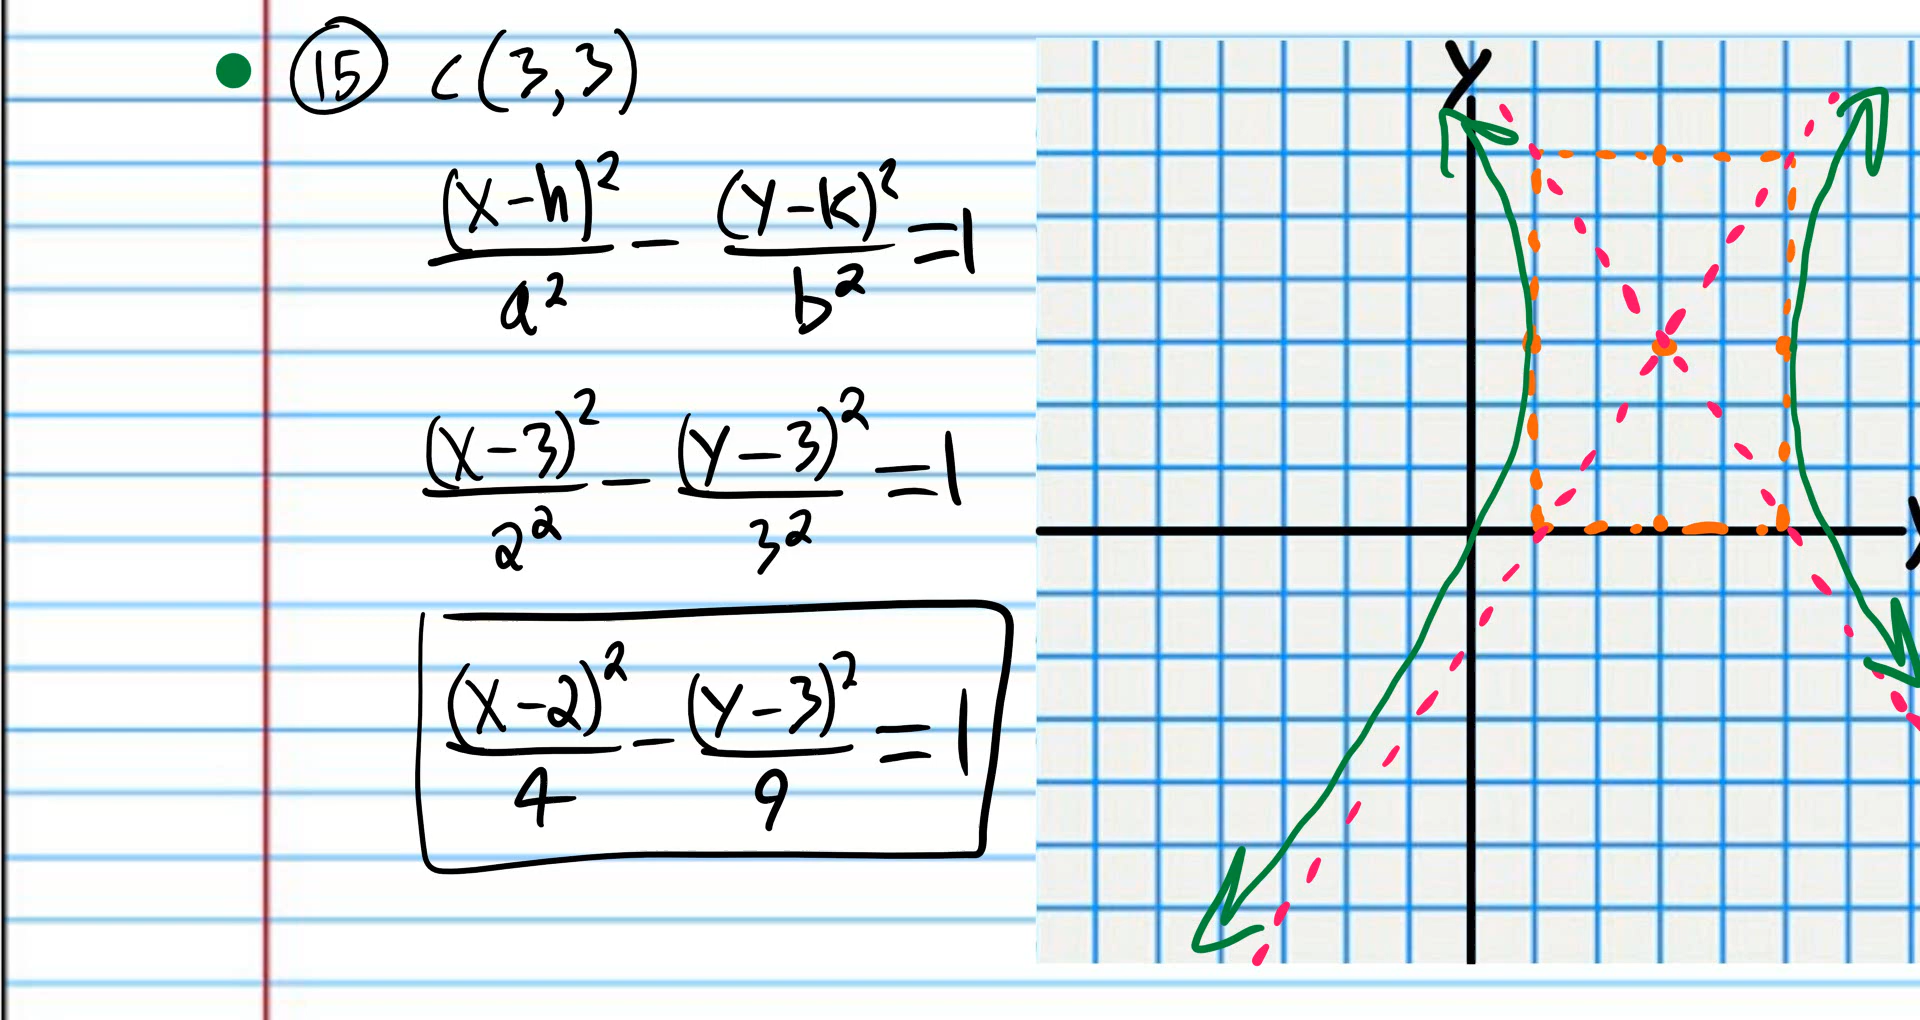 15 C(3,3)
(x-h)²/a² - (y-k)²/b² = 1
(x-3)²/2² - (y-3)²/3² = 1
(x-2)²/4 - (y-3)²/9 = 1
Y
X